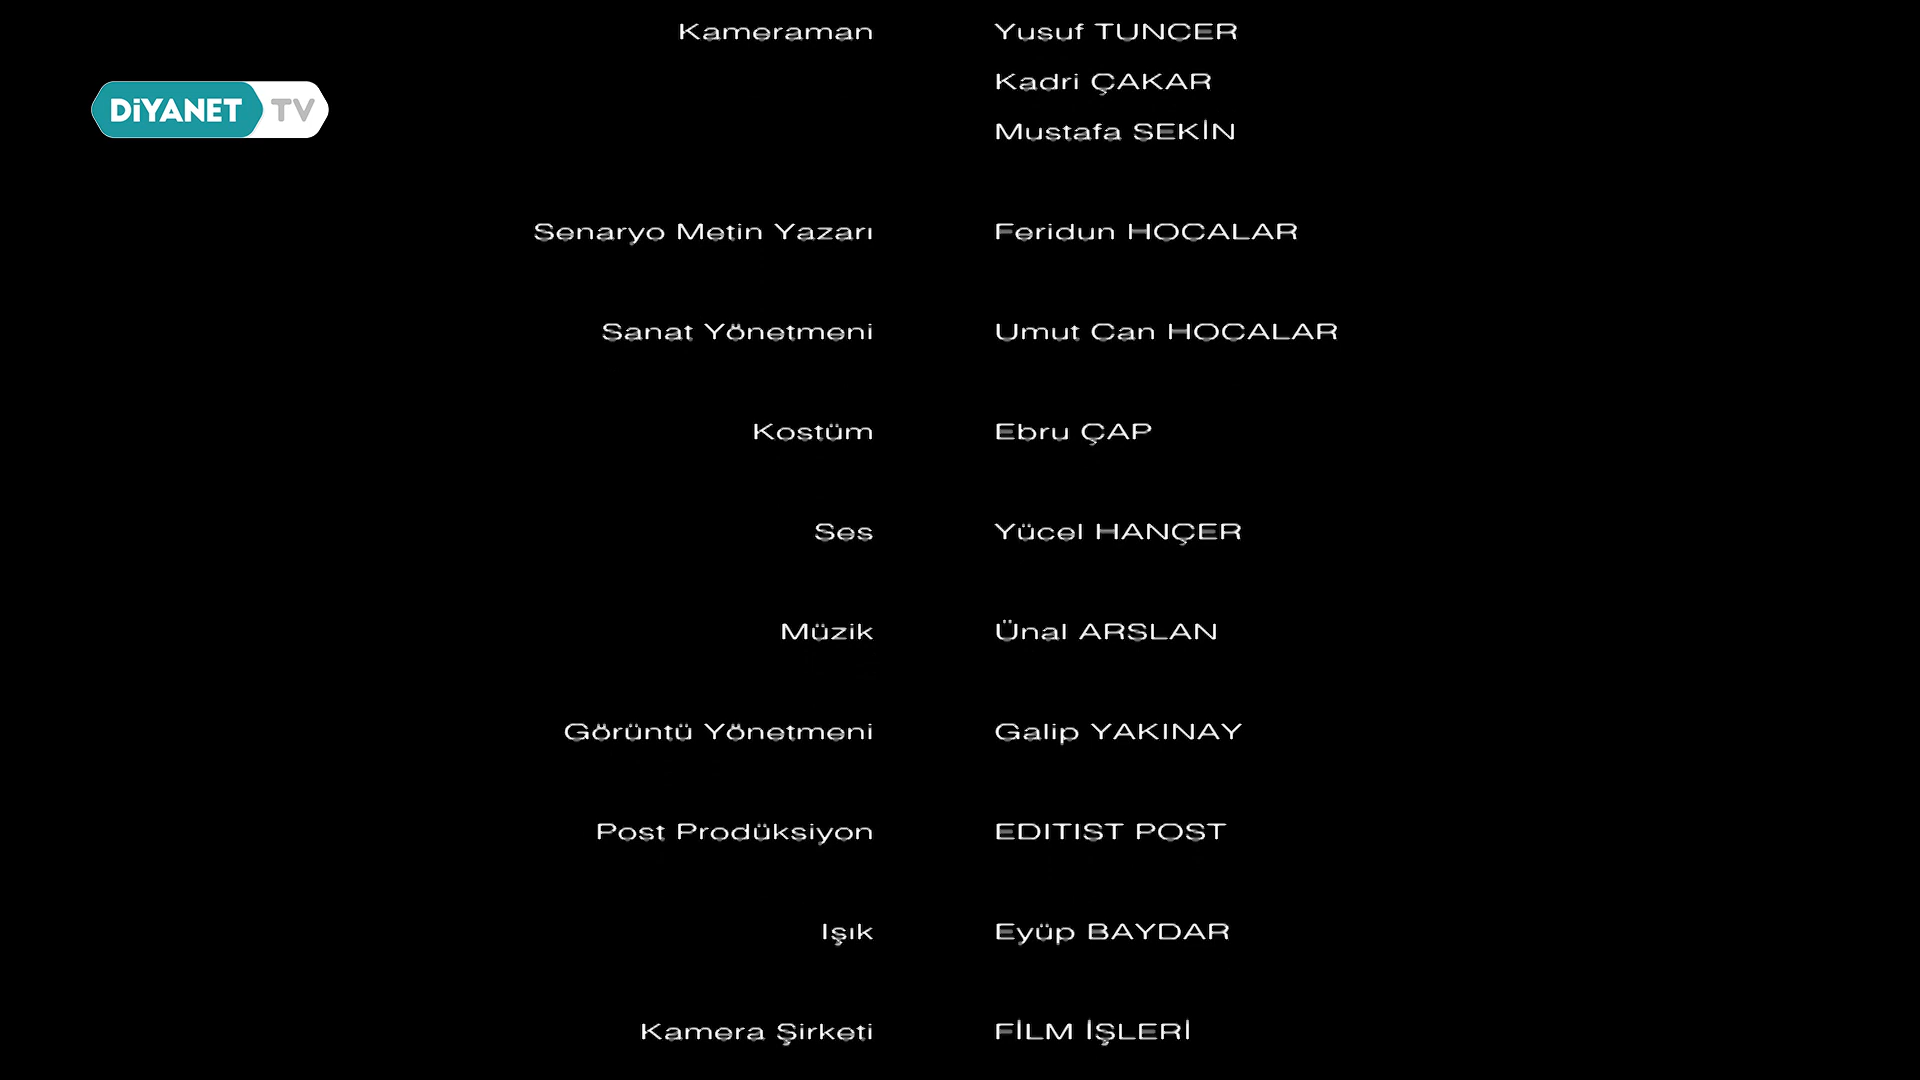 Kameraman Yusuf TUNCER
DiYANET TV
Kadri ÇAKAR
Mustafa SEKİN
Senaryo Metin Yazarı Feridun HOCALAR
Sanat Yönetmeni Umut Can HOCALAR
Kostüm Ebru ÇAP
Ses Yücel HANÇER
Müzik Ünal ARSLAN
Görüntü Yönetmeni Galip YAKINAY
Post Prodüksiyon EDITIST POST
Işık Eyüp BAYDAR
Kamera Şirketi FİLM İŞLERİ